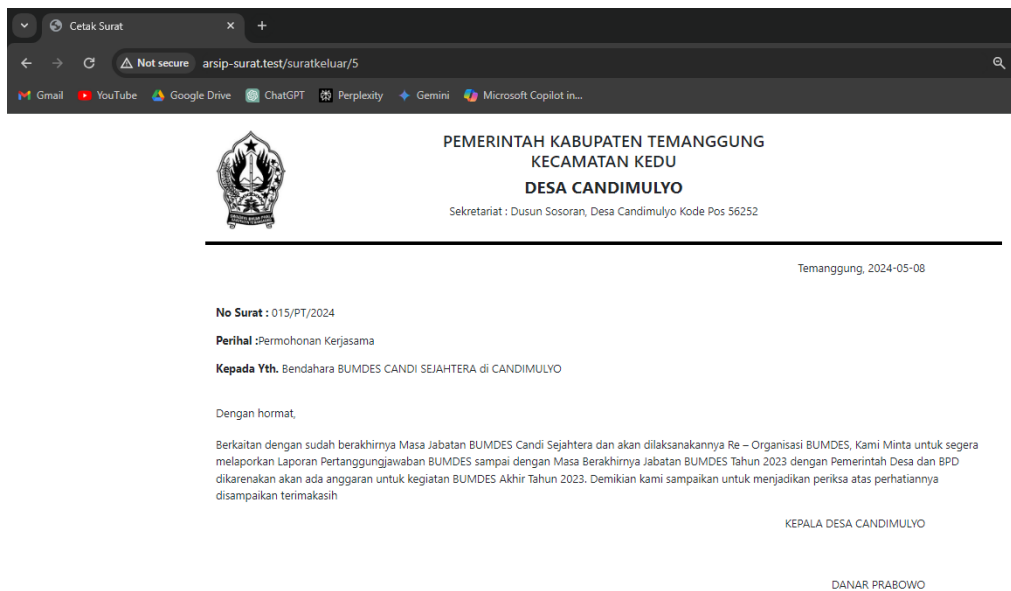 Cetak Surat
Not secure arsip-surat.test/suratkeluar/5
Gmail YouTube Google Drive ChatGPT Perplexity Gemini Microsoft Copilot in...
PEMERINTAH KABUPATEN TEMANGGUNG
KECAMATAN KEDU
DESA CANDIMULYO
Sekretariat : Dusun Sosoran, Desa Candimulyo Kode Pos 56252
Temanggung, 2024-05-08
No Surat : 015/PT/2024
Perihal :Permohonan Kerjasama
Kepada Yth. Bendahara BUMDES CANDI SEJAHTERA di CANDIMULYO
Dengan hormat,
Berkaitan dengan sudah berakhirnya Masa Jabatan BUMDES Candi Sejahtera dan akan dilaksanakannya Re – Organisasi BUMDES, Kami Minta untuk segera
melaporkan Laporan Pertanggungjawaban BUMDES sampai dengan Masa Berakhirnya Jabatan BUMDES Tahun 2023 dengan Pemerintah Desa dan BPD
dikarenakan akan ada anggaran untuk kegiatan BUMDES Akhir Tahun 2023. Demikian kami sampaikan untuk menjadikan periksa atas perhatiannya
disampaikan terimakasih
KEPALA DESA CANDIMULYO
DANAR PRABOWO